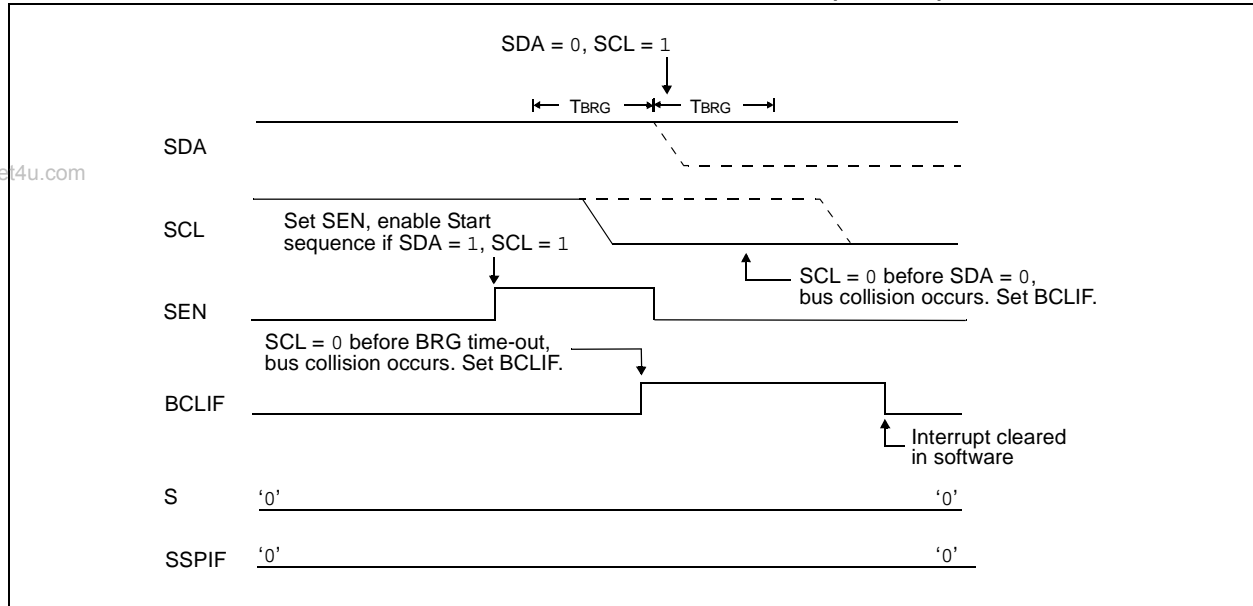 SDA = 0, SCL = 1
TBRG TBRG
SDA
et4u.com
SCL
Set SEN, enable Start
sequence if SDA = 1, SCL = 1
SCL = 0 before SDA = 0,
bus collision occurs. Set BCLIF.
SEN
SCL = 0 before BRG time-out,
bus collision occurs. Set BCLIF.
BCLIF
Interrupt cleared
in software
S ‘0’ ‘0’
SSPIF ‘0’ ‘0’